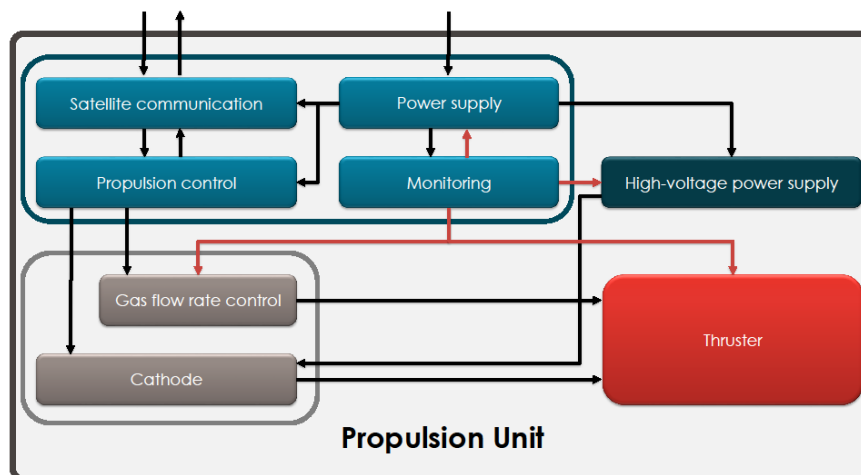 Satellite communication
Power supply
Propulsion control
Monitoring
High-voltage power supply
Gas flow rate control
Thruster
Cathode
Propulsion Unit